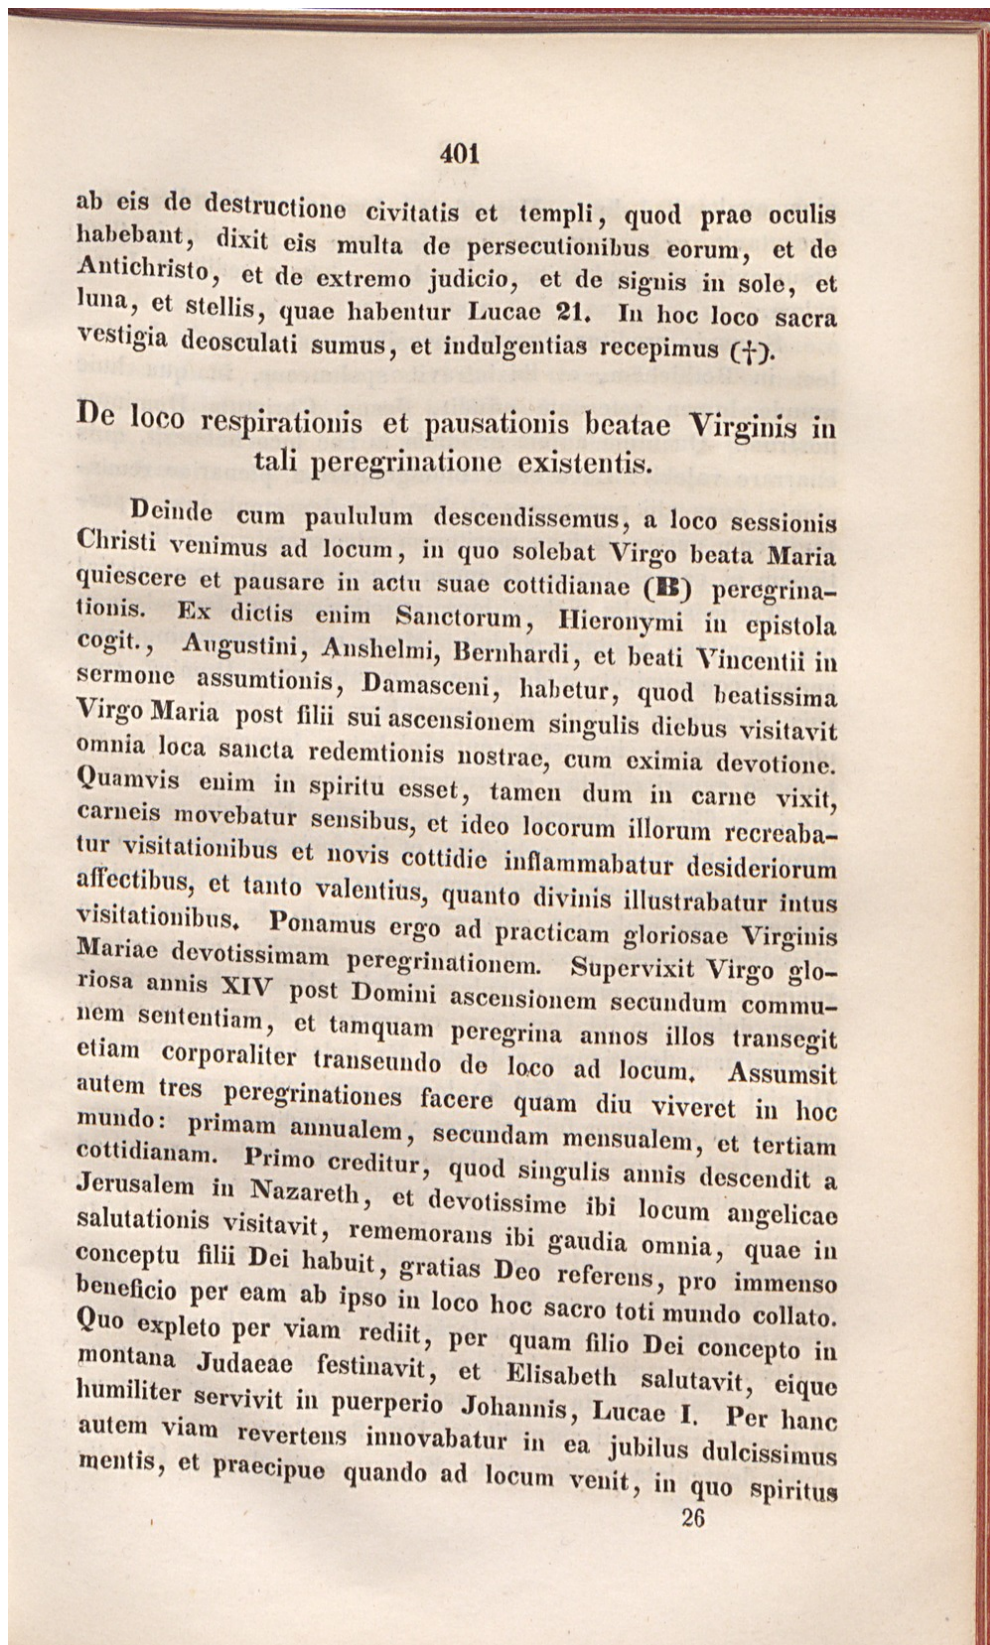 401
ab eis de destructione civitatis et templi, quod prae oculis
habebant, dixit eis multa de persecutionibus eorum, et de
Antichristo, et de extremo judicio, et de signis in sole, et
luna, et stellis, quae habentur Lucae 21. In hoc loco sacra
vestigia deosculati sumus, et indulgentias recepimus (†).
De loco respirationis et pausationis beatae Virginis in
tali peregrinatione existentis.
Deinde cum paululum descendissemus, a loco sessionis
Christi venimus ad locum, in quo solebat Virgo beata Maria
quiescere et pausare in actu suae cottidianae (B) peregrina-
tionis. Ex dictis enim Sanctorum, Hieronymi in epistola
cogit., Augustini, Anshelmi, Bernhardi, et beati Vincentii in
sermone assumtionis, Damasceni, habetur, quod beatissima
Virgo Maria post filii sui ascensionem singulis diebus visitavit
omnia loca sancta redemtionis nostrae, cum eximia devotione.
Quamvis enim in spiritu esset, tamen dum in carne vixit,
carneis movebatur sensibus, et ideo locorum illorum recreaba-
tur visitationibus et novis cottidie inflammabatur desideriorum
affectibus, et tanto valentius, quanto divinis illustrabatur intus
visitationibus. Ponamus ergo ad practicam gloriosae Virginis
Mariae devotissimam peregrinationem. Supervixit Virgo glo-
riosa annis XIV post Domini ascensionem secundum commu-
nem sententiam, et tamquam peregrina annos illos transegit
etiam corporaliter transeundo de loco ad locum. Assumsit
autem tres peregrinationes facere quam diu viveret in hoc
mundo: primam annualem, secundam mensualem, et tertiam
cottidianam. Primo creditur, quod singulis annis descendit a
Jerusalem in Nazareth, et devotissime ibi locum angelicae
salutationis visitavit, rememorans ibi gaudia omnia, quae in
conceptu filii Dei habuit, gratias Deo referens, pro immenso
beneficio per eam ab ipso in loco hoc sacro toti mundo collato.
Quo expleto per viam rediit, per quam filio Dei concepto in
montana Judaeae festinavit, et Elisabeth salutavit, eique
humiliter servivit in puerperio Johannis, Lucae I. Per hanc
autem viam revertens innovabatur in ea jubilus dulcissimus
mentis, et praecipue quando ad locum venit, in quo spiritus
26